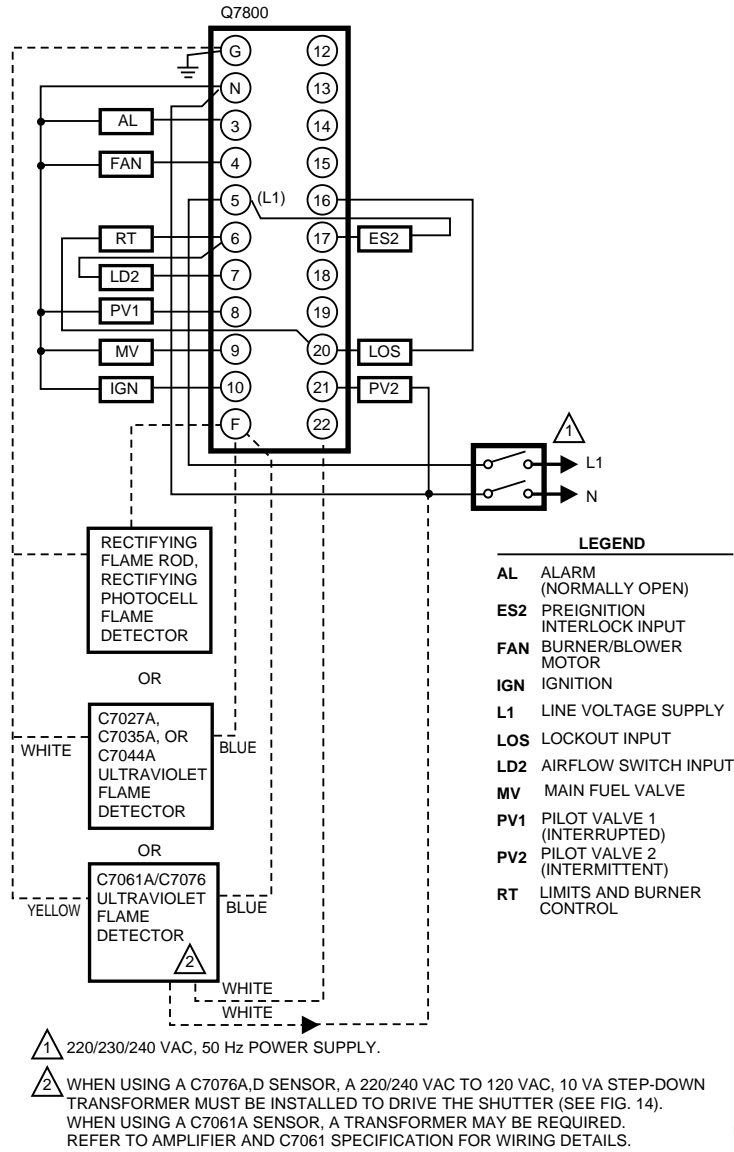 Q7800
G
12
N
13
AL
3
14
FAN
4
15
5
(L1)
16
RT
6
17
ES2
LD2
7
18
PV1
8
19
MV
9
20
LOS
IGN
10
21
PV2
F
22
1
L1
N
RECTIFYING
FLAME ROD,
RECTIFYING
PHOTOCELL
FLAME
DETECTOR
OR
C7027A,
C7035A, OR
C7044A
ULTRAVIOLET
FLAME
DETECTOR
WHITE
BLUE
OR
C7061A/C7076
ULTRAVIOLET
FLAME
DETECTOR
2
YELLOW
BLUE
WHITE
WHITE
LEGEND
AL ALARM
(NORMALLY OPEN)
ES2 PREIGNITION
INTERLOCK INPUT
FAN BURNER/BLOWER
MOTOR
IGN IGNITION
L1 LINE VOLTAGE SUPPLY
LOS LOCKOUT INPUT
LD2 AIRFLOW SWITCH INPUT
MV MAIN FUEL VALVE
PV1 PILOT VALVE 1
(INTERRUPTED)
PV2 PILOT VALVE 2
(INTERMITTENT)
RT LIMITS AND BURNER
CONTROL
1 220/230/240 VAC, 50 Hz POWER SUPPLY.
2 WHEN USING A C7076A,D SENSOR, A 220/240 VAC TO 120 VAC, 10 VA STEP-DOWN
TRANSFORMER MUST BE INSTALLED TO DRIVE THE SHUTTER (SEE FIG. 14).
WHEN USING A C7061A SENSOR, A TRANSFORMER MAY BE REQUIRED.
REFER TO AMPLIFIER AND C7061 SPECIFICATION FOR WIRING DETAILS.